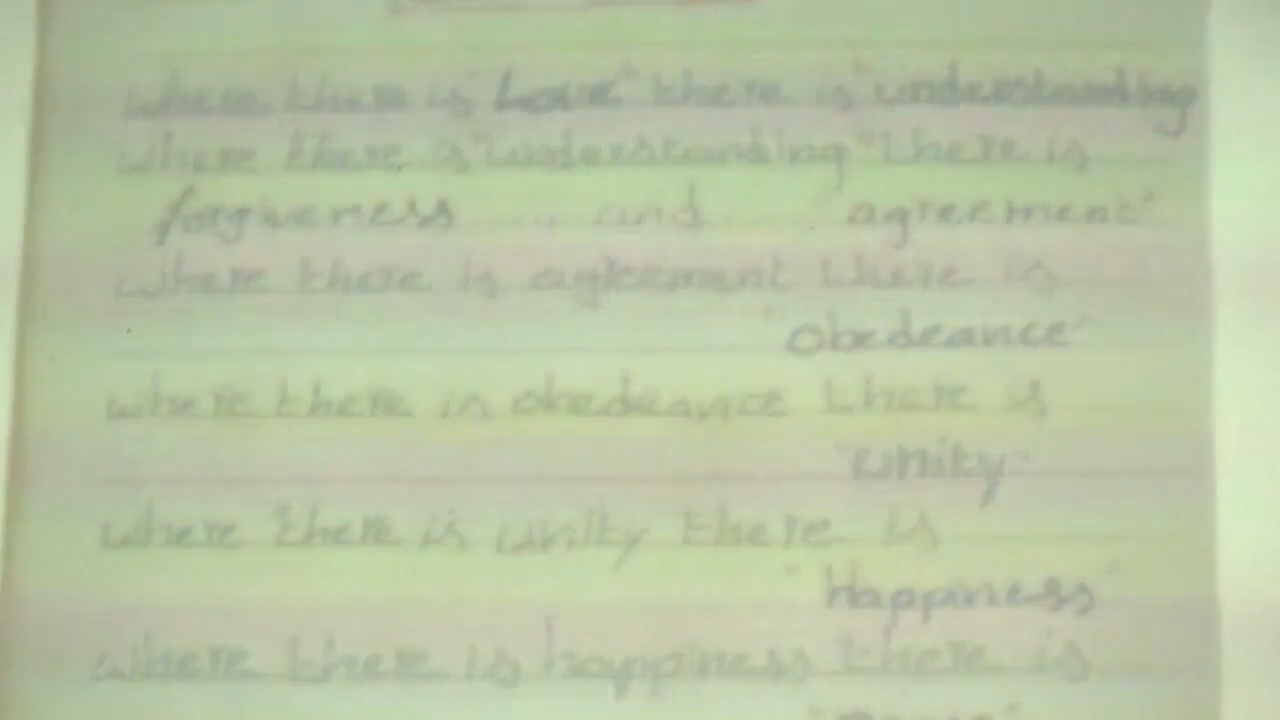 where there is "Love" there is "understanding
where there is "understanding" there is
forgiveness and "agreement"
where there is agreement there is
"obedeance"
where there is obedeance there is
"unity"
where there is unity there is
"Happiness"
where there is happiness there is